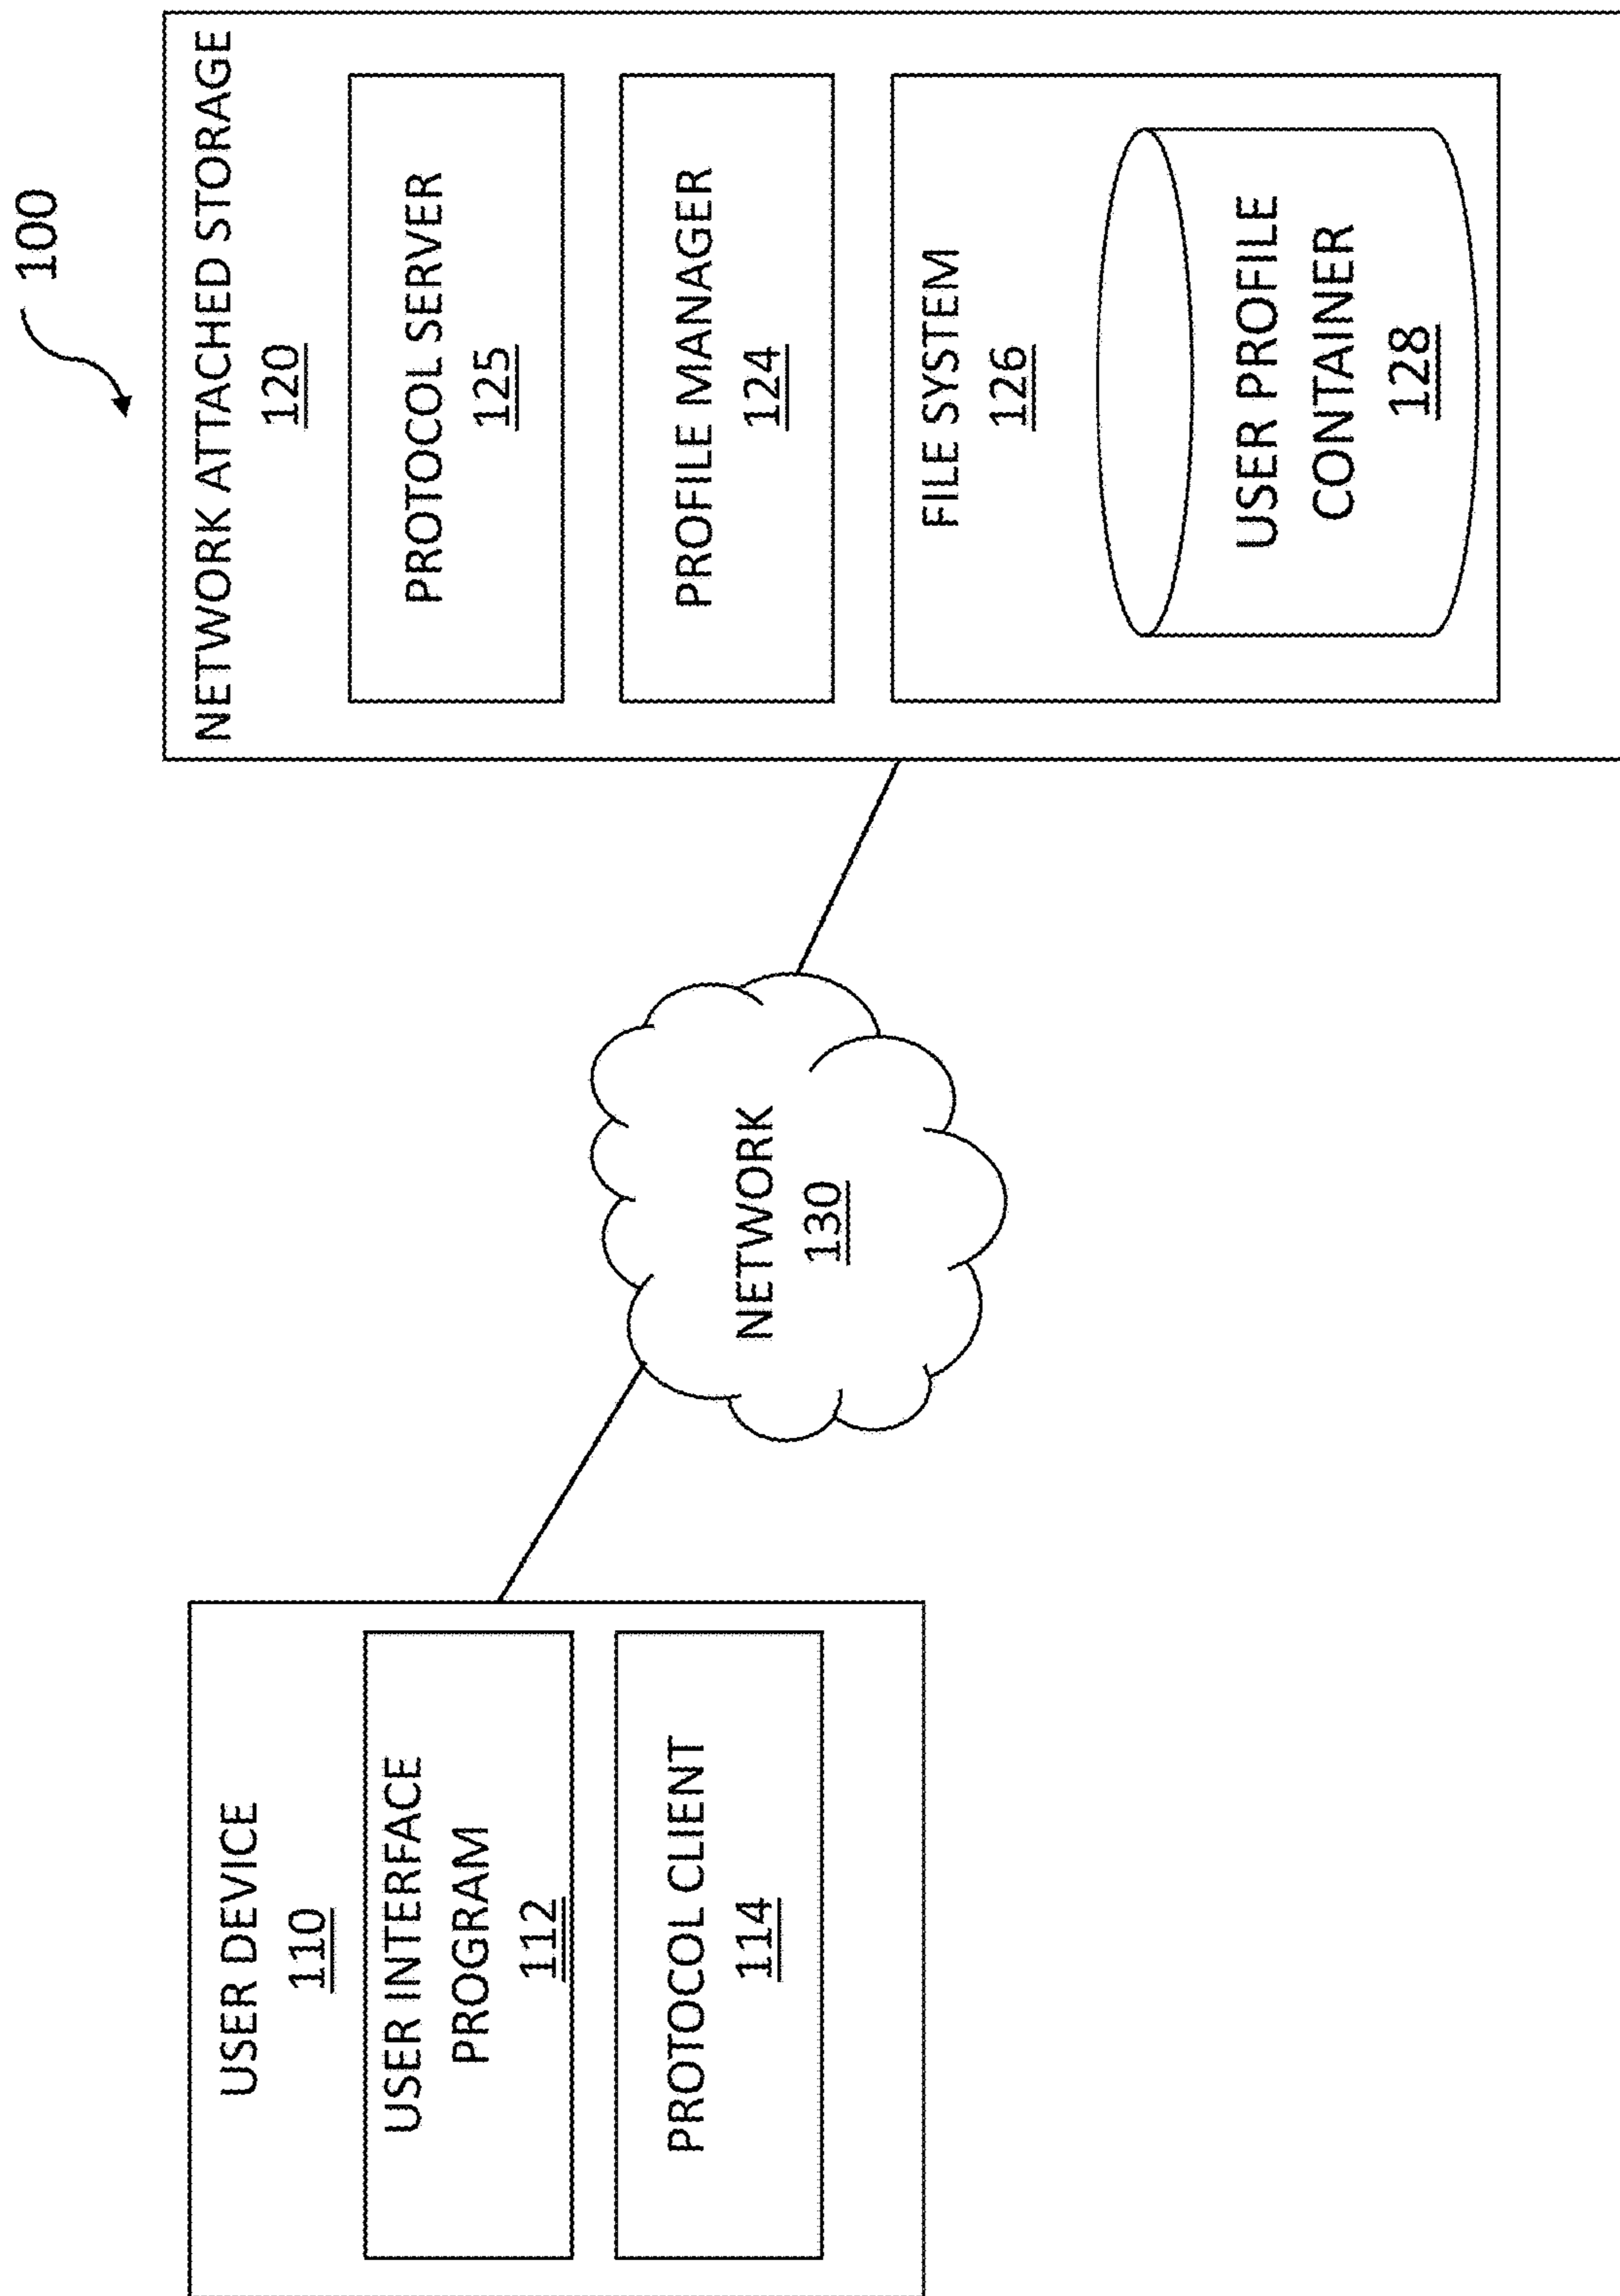 100
USER DEVICE
110
USER INTERFACE
PROGRAM
112
PROTOCOL CLIENT
114
NETWORK
130
NETWORK ATTACHED STORAGE
120
PROTOCOL SERVER
125
PROFILE MANAGER
124
FILE SYSTEM
126
USER PROFILE
CONTAINER
128